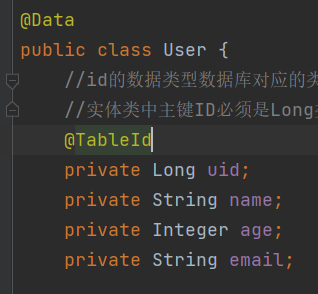 @Data
public class User {
//id的数据类型数据库对应的类
//实体类中主键ID必须是Long
@TableId
private Long uid;
private String name;
private Integer age;
private String email;